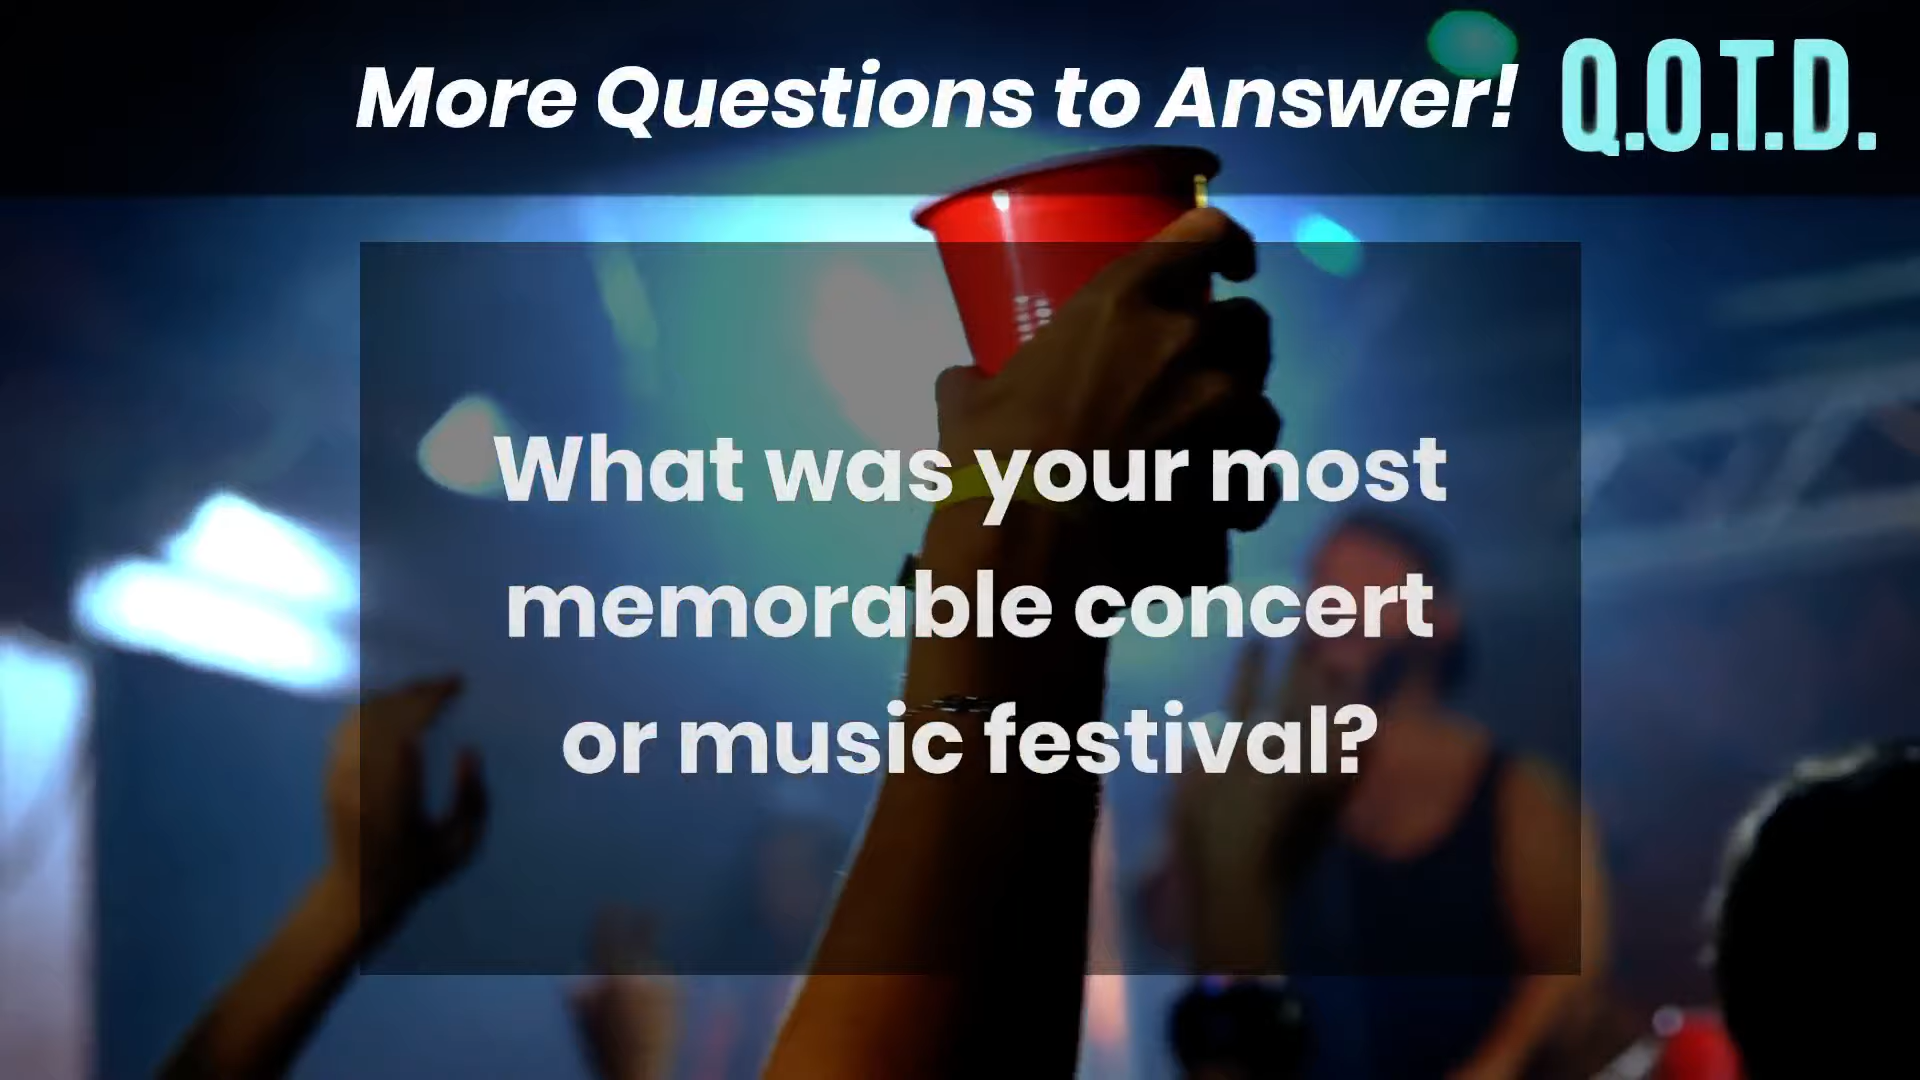 More Questions to Answer!
Q.O.T.D.
What was your most
memorable concert
or music festival?